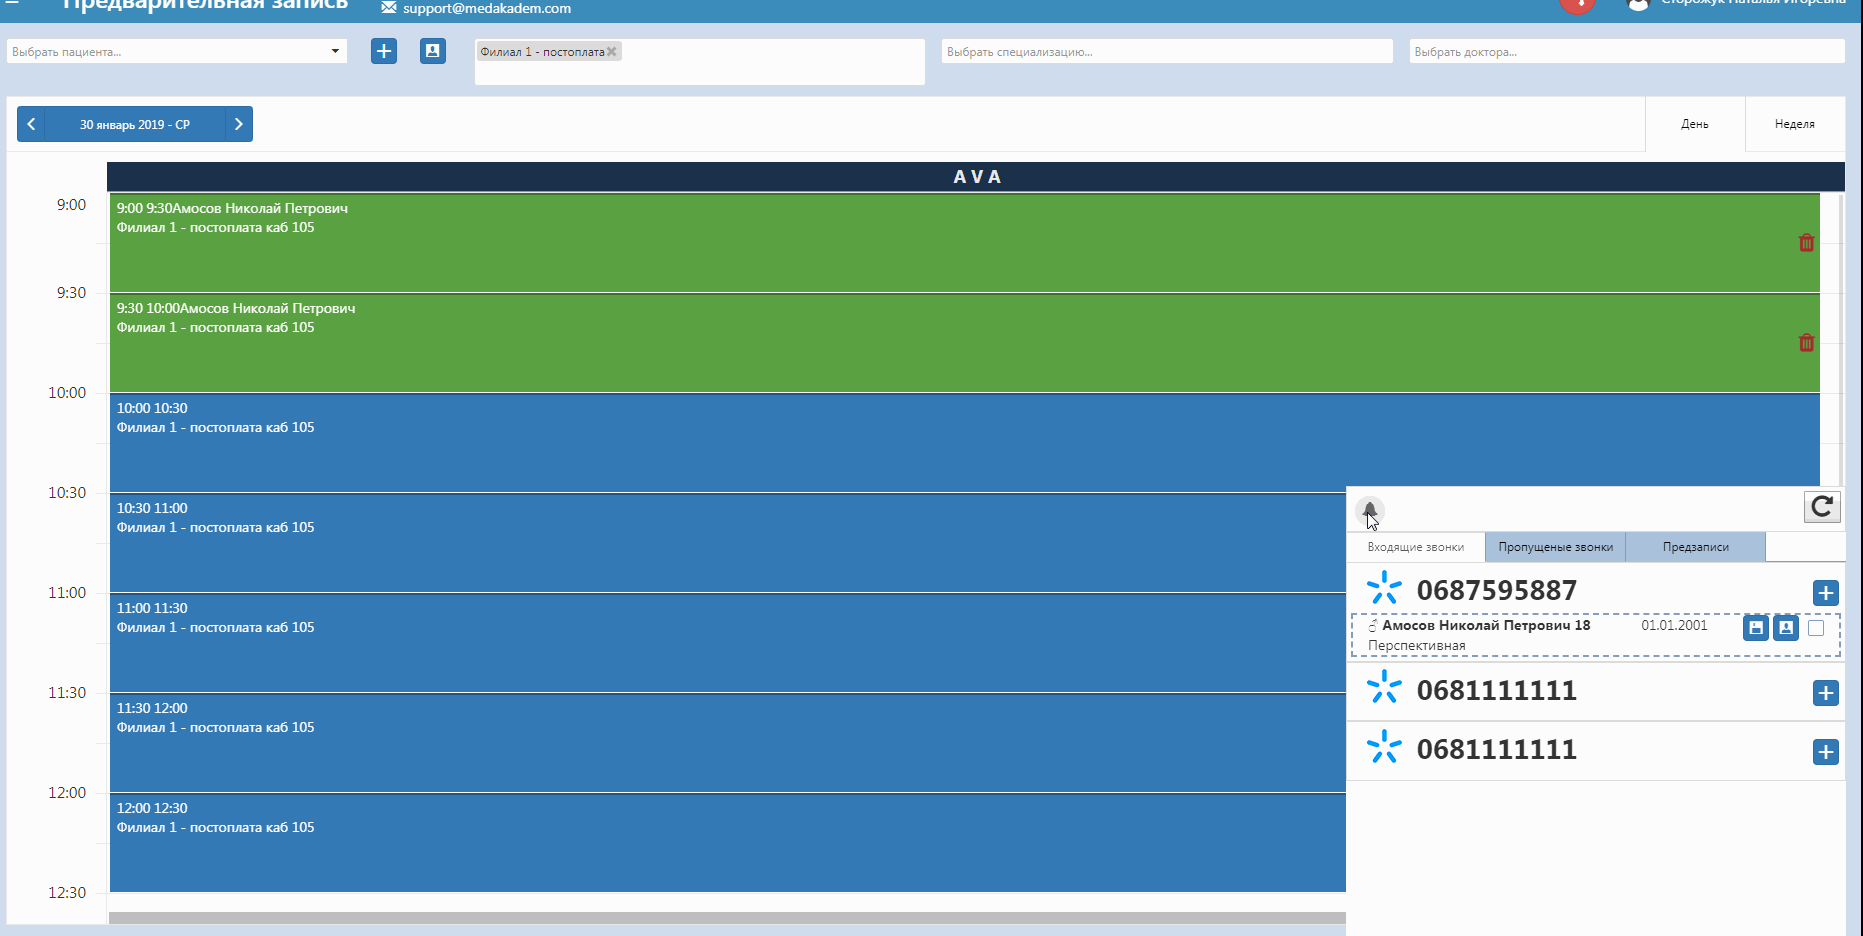 Предварительная запись
support@medakadem.com
Сторожук Наталья Игоревна
Выбрать пациента...
Филиал 1 - постоплата
Выбрать специализацию...
Выбрать доктора...
30 январь 2019 - СР
День
Неделя
AVA
9:00
9:00 9:30Амосов Николай Петрович
Филиал 1 - постоплата каб 105
9:30
9:30 10:00Амосов Николай Петрович
Филиал 1 - постоплата каб 105
10:00
10:00 10:30
Филиал 1 - постоплата каб 105
10:30
10:30 11:00
Филиал 1 - постоплата каб 105
11:00
11:00 11:30
Филиал 1 - постоплата каб 105
11:30
11:30 12:00
Филиал 1 - постоплата каб 105
12:00
12:00 12:30
Филиал 1 - постоплата каб 105
12:30
Входящие звонки
Пропущеные звонки
Предзаписи
0687595887
Амосов Николай Петрович 18
01.01.2001
Перспективная
0681111111
0681111111